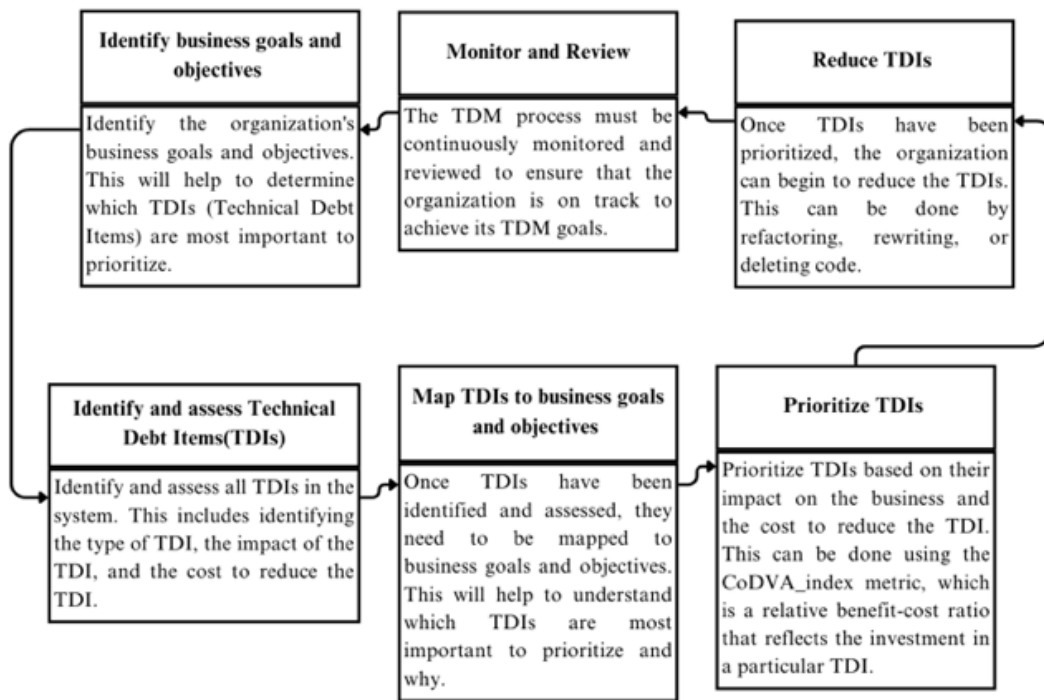 Identify business goals and
objectives
Identify the organization's
business goals and objectives.
This will help to determine
which TDIs (Technical Debt
Items) are most important to
prioritize.
Monitor and Review
The TDM process must be
continuously monitored and
reviewed to ensure that the
organization is on track to
achieve its TDM goals.
Reduce TDIs
Once TDIs have been
prioritized, the organization
can begin to reduce the TDIs.
This can be done by
refactoring, rewriting, or
deleting code.
Identify and assess Technical
Debt Items(TDIs)
Identify and assess all TDIs in the
system. This includes identifying
the type of TDI, the impact of the
TDI, and the cost to reduce the
TDI.
Map TDIs to business goals
and objectives
Once TDIs have been
identified and assessed, they
need to be mapped to
business goals and objectives.
This will help to understand
which TDIs are most
important to prioritize and
why.
Prioritize TDIs
Prioritize TDIs based on their
impact on the business and
the cost to reduce the TDI.
This can be done using the
CoDVA_index metric, which
is a relative benefit-cost ratio
that reflects the investment in
a particular TDI.